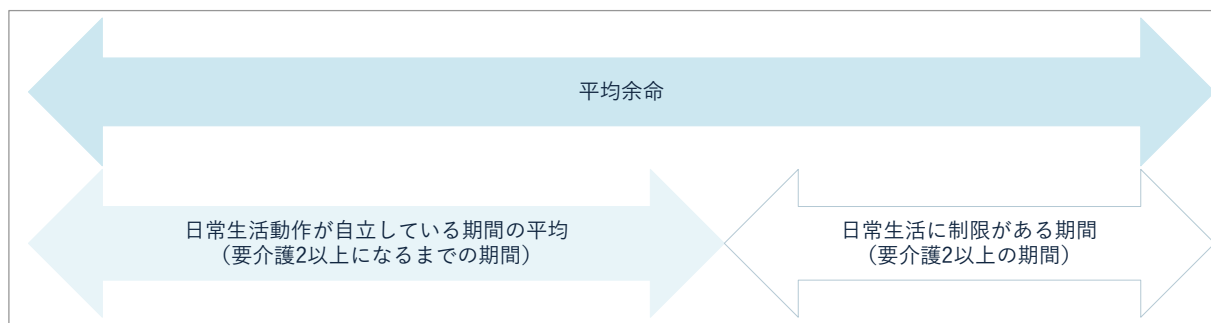 平均余命
日常生活動作が自立している期間の平均
（要介護2以上になるまでの期間）
日常生活に制限がある期間
（要介護2以上の期間）